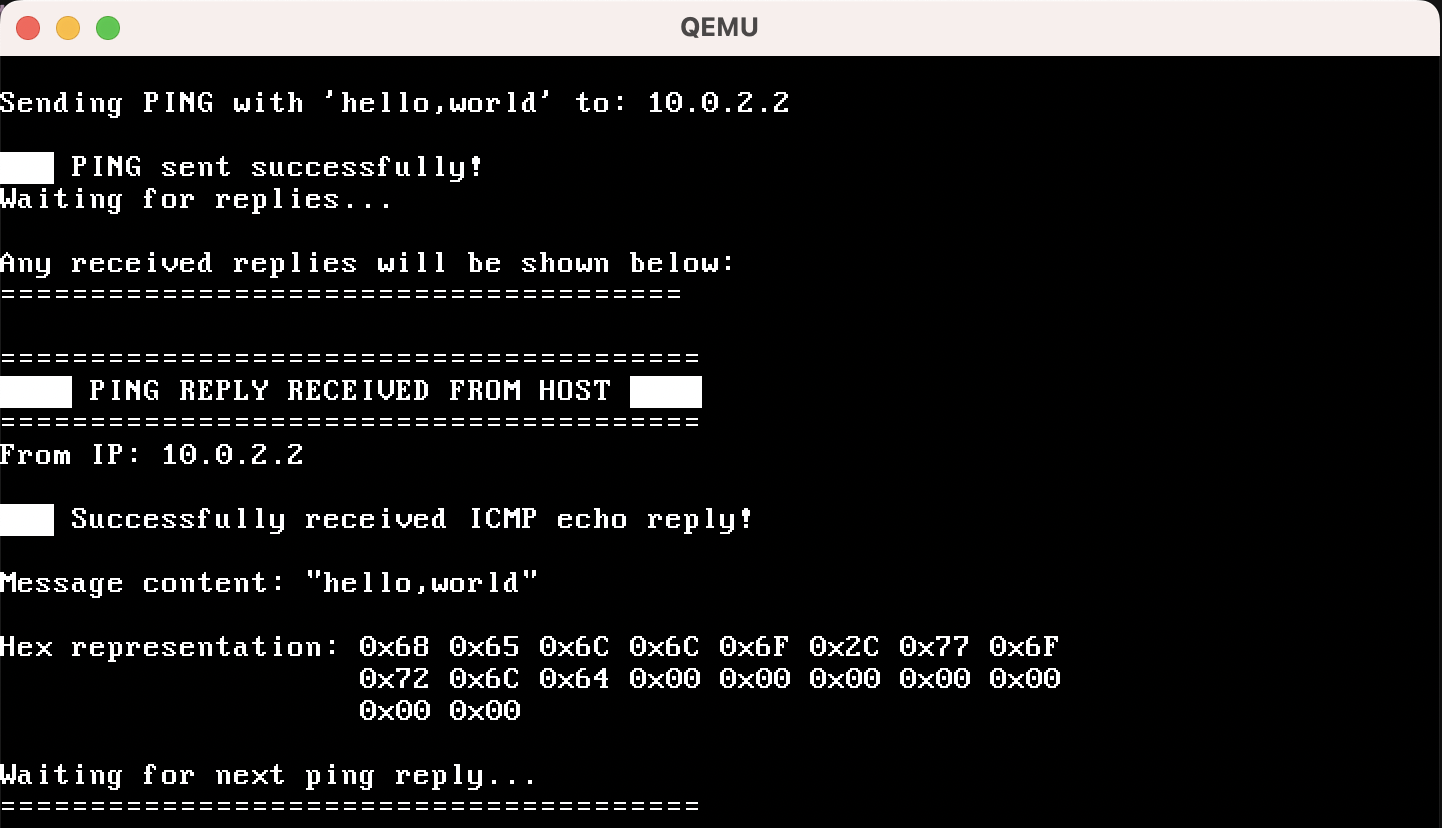 QEMU
Sending PING with 'hello,world' to: 10.0.2.2
PING sent successfully!
Waiting for replies...
Any received replies will be shown below:
======================================
=======================================
PING REPLY RECEIVED FROM HOST
=======================================
From IP: 10.0.2.2
Successfully received ICMP echo reply!
Message content: "hello,world"
Hex representation: 0x68 0x65 0x6C 0x6C 0x6F 0x2C 0x77 0x6F
0x72 0x6C 0x64 0x00 0x00 0x00 0x00 0x00
0x00 0x00
Waiting for next ping reply...
=======================================